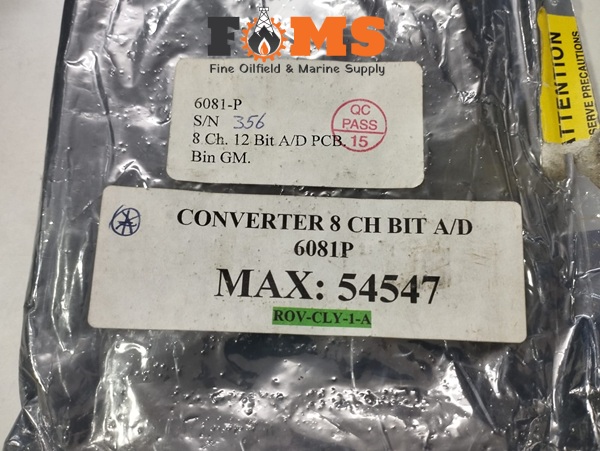 FOMS
Fine Oilfield & Marine Supply
ATTENTION
SERVE PRECAUTIONS
6081-P
S/N 356
8 Ch. 12 Bit A/D PCB.
Bin GM.
QC
PASS
15
A
CONVERTER 8 CH BIT A/D
6081P
MAX: 54547
ROV-CLY-1-A